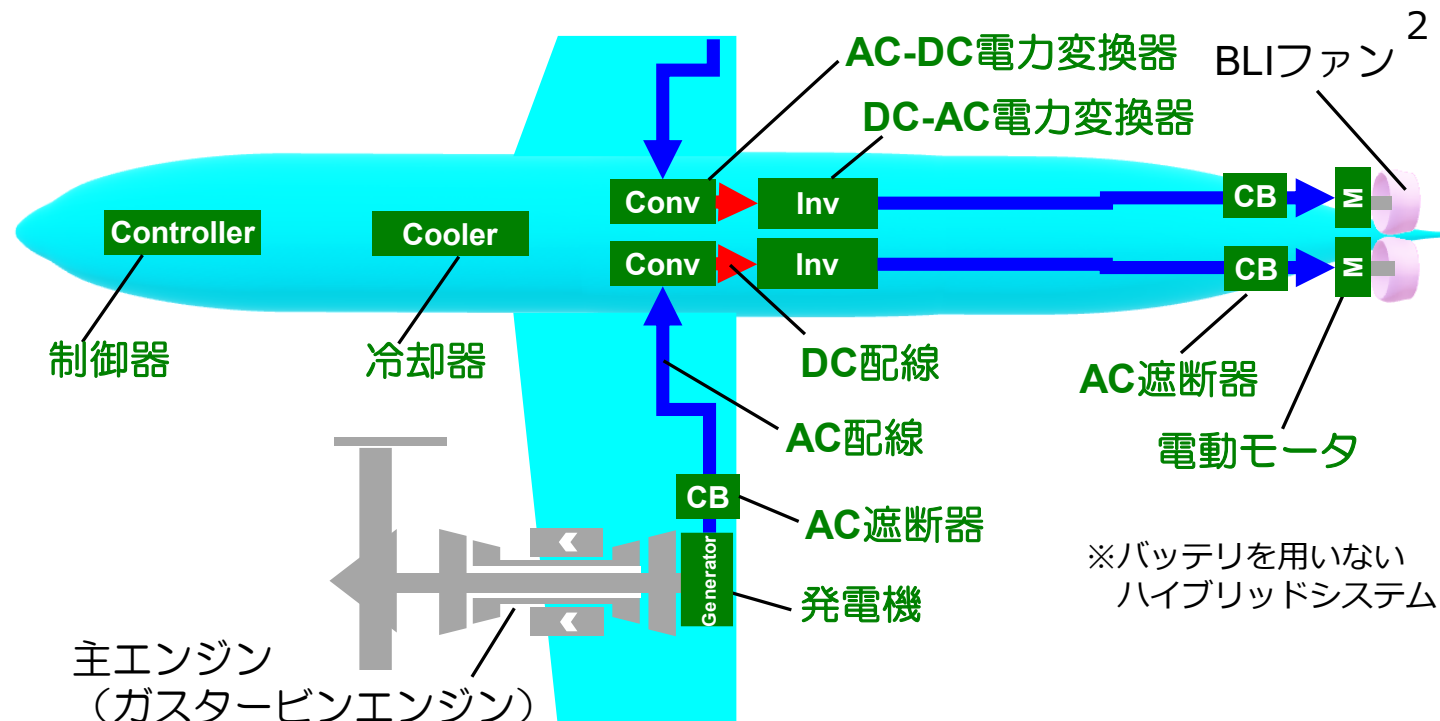 2
BLIファン
AC-DC電力変換器
DC-AC電力変換器
Conv
Inv
CB
M
Controller
Cooler
Conv
Inv
CB
M
制御器
冷却器
DC配線
AC遮断器
AC配線
電動モータ
CB
AC遮断器
Generator
発電機
※バッテリを用いない
ハイブリッドシステム
主エンジン
（ガスタービンエンジン）